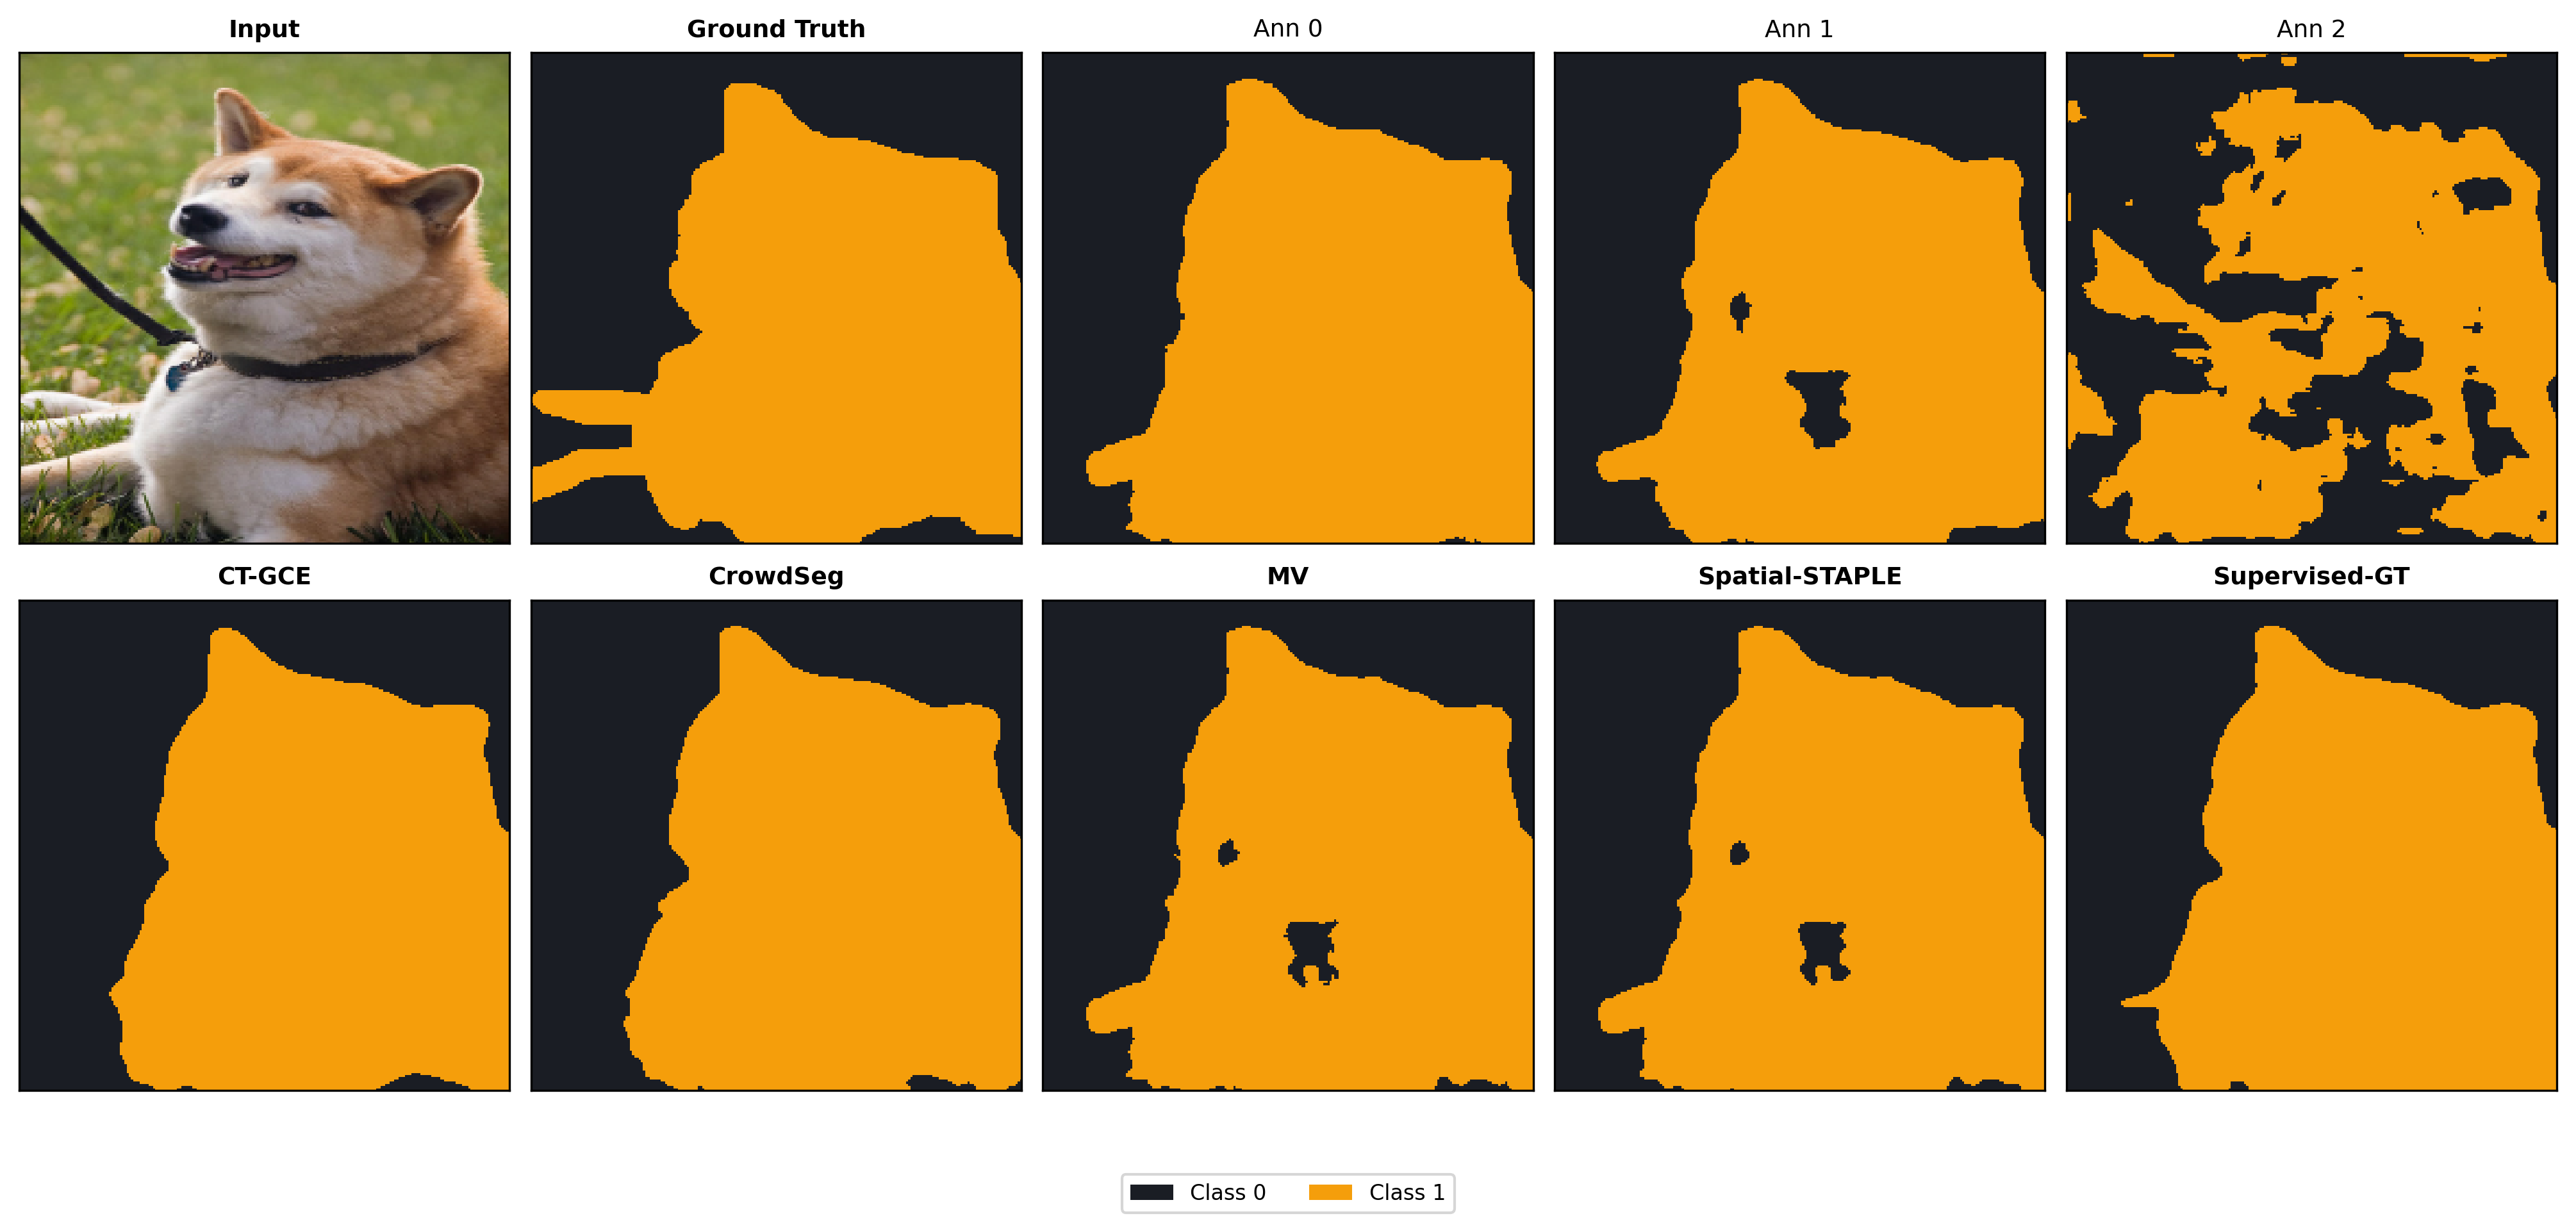 Input
Ground Truth
Ann 0
Ann 1
Ann 2
CT-GCE
CrowdSeg
MV
Spatial-STAPLE
Supervised-GT
Class 0
Class 1